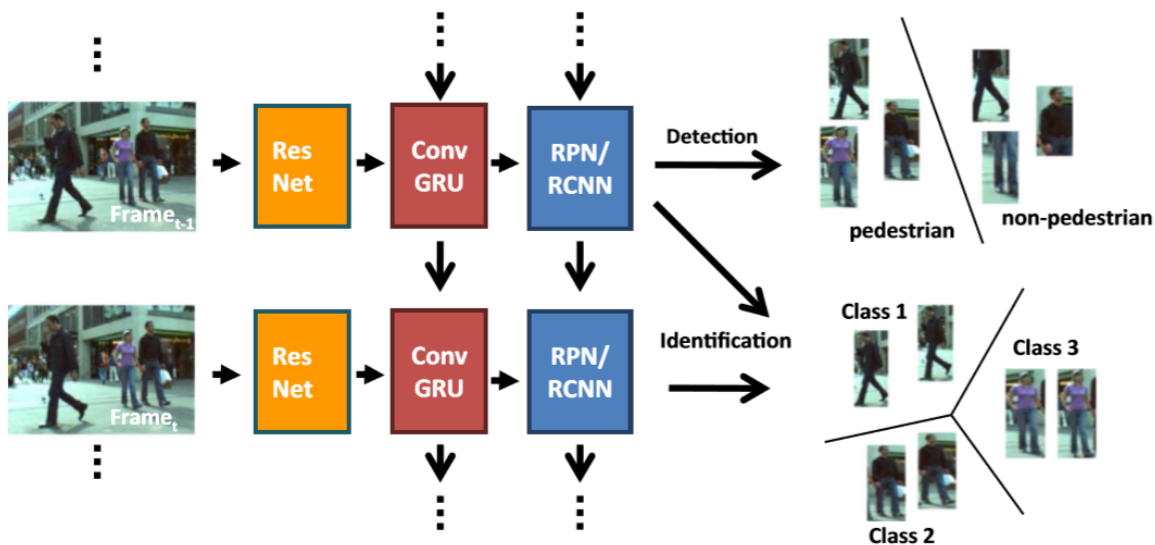 Frame t-1
Res
Net
Conv
GRU
RPN/
RCNN
Detection
pedestrian
non-pedestrian
Frame t
Res
Net
Conv
GRU
RPN/
RCNN
Identification
Class 1
Class 3
Class 2